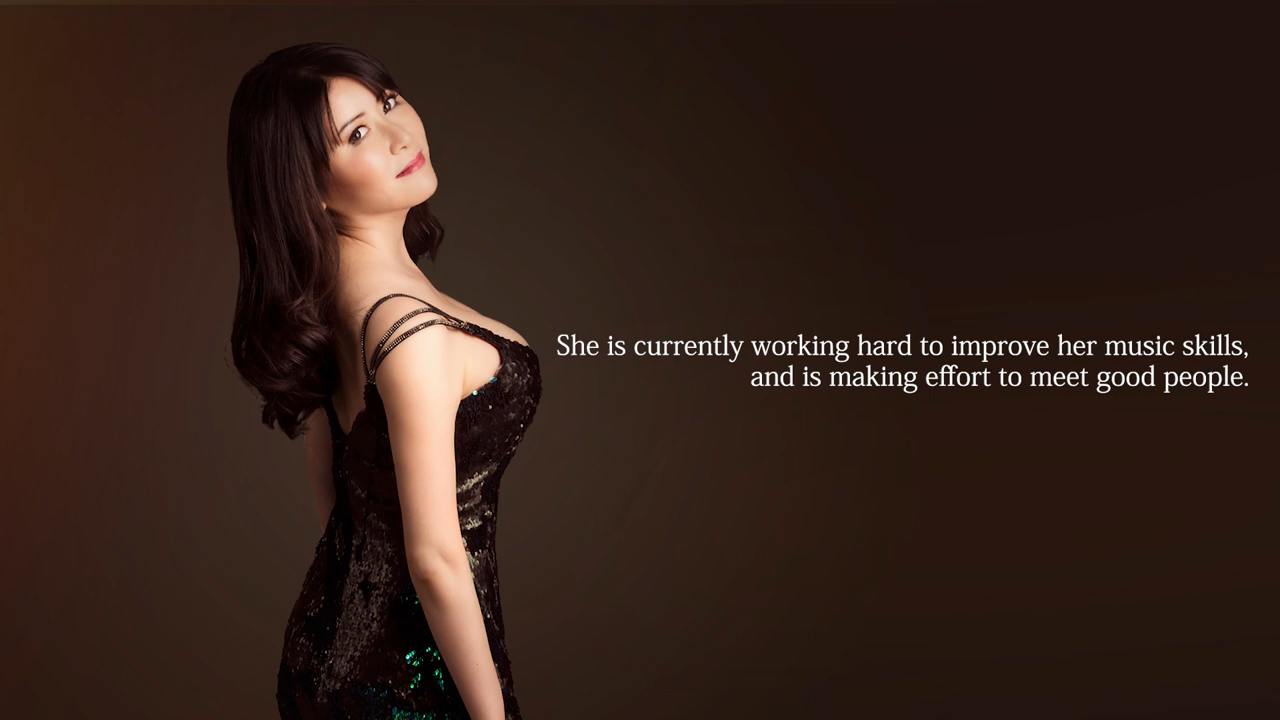 She is currently working hard to improve her music skills,
and is making effort to meet good people.